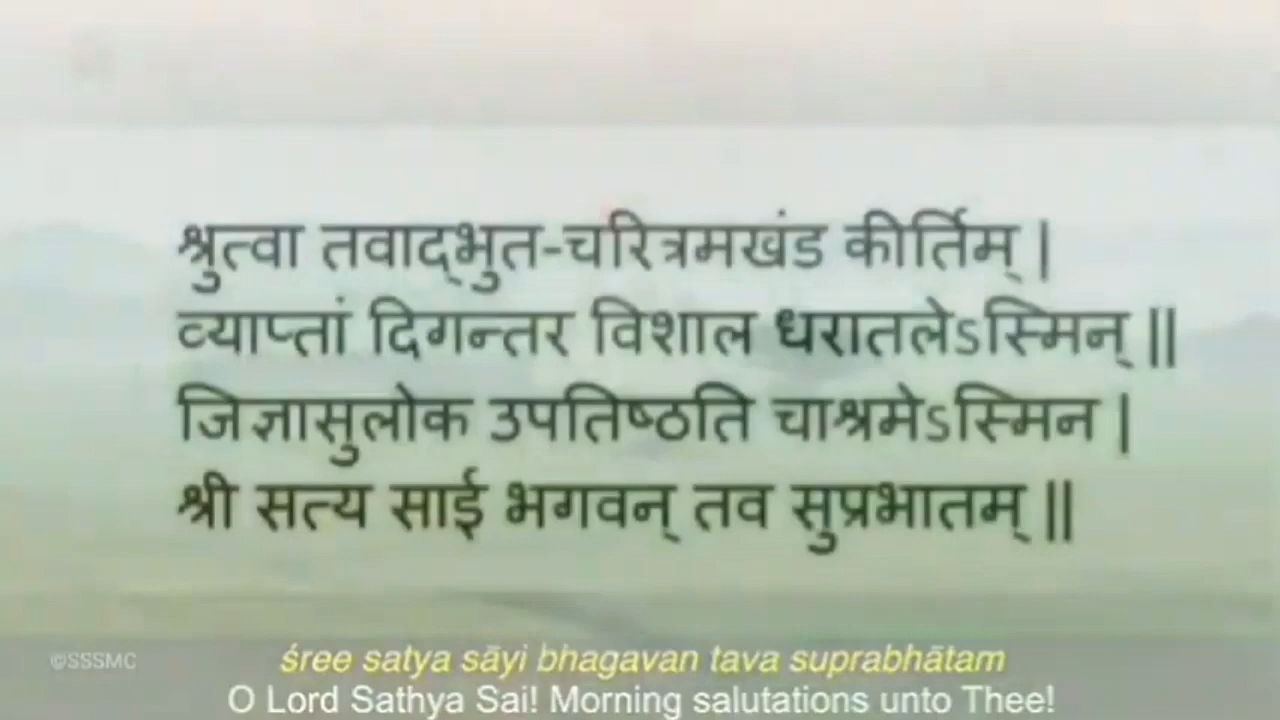 श्रुत्वा तवाद्‌भुत-चरित्रमखंड कीर्तिम् |
व्याप्तां दिगन्तर विशाल धरातलेऽस्मिन् ||
जिज्ञासुलोक उपतिष्ठति चाश्रमेऽस्मिन |
श्री सत्य साई भगवन् तव सुप्रभातम् ||
©SSSMC
śree satya sāyi bhagavan tava suprabhātam
O Lord Sathya Sai! Morning salutations unto Thee!